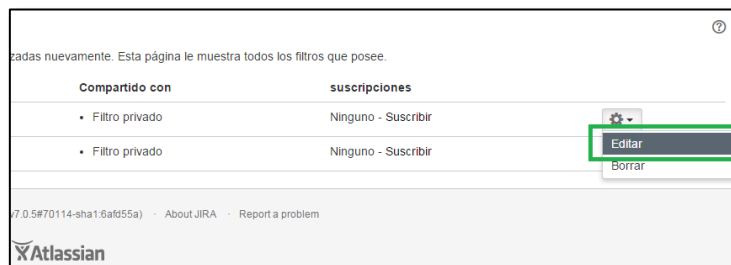 zadas nuevamente. Esta página le muestra todos los filtros que posee.
Compartido con suscripciones
• Filtro privado Ninguno - Suscribir
• Filtro privado Ninguno - Suscribir
Editar
Borrar
v7.0.5#70114-sha1:6afd55a) · About JIRA · Report a problem
Atlassian